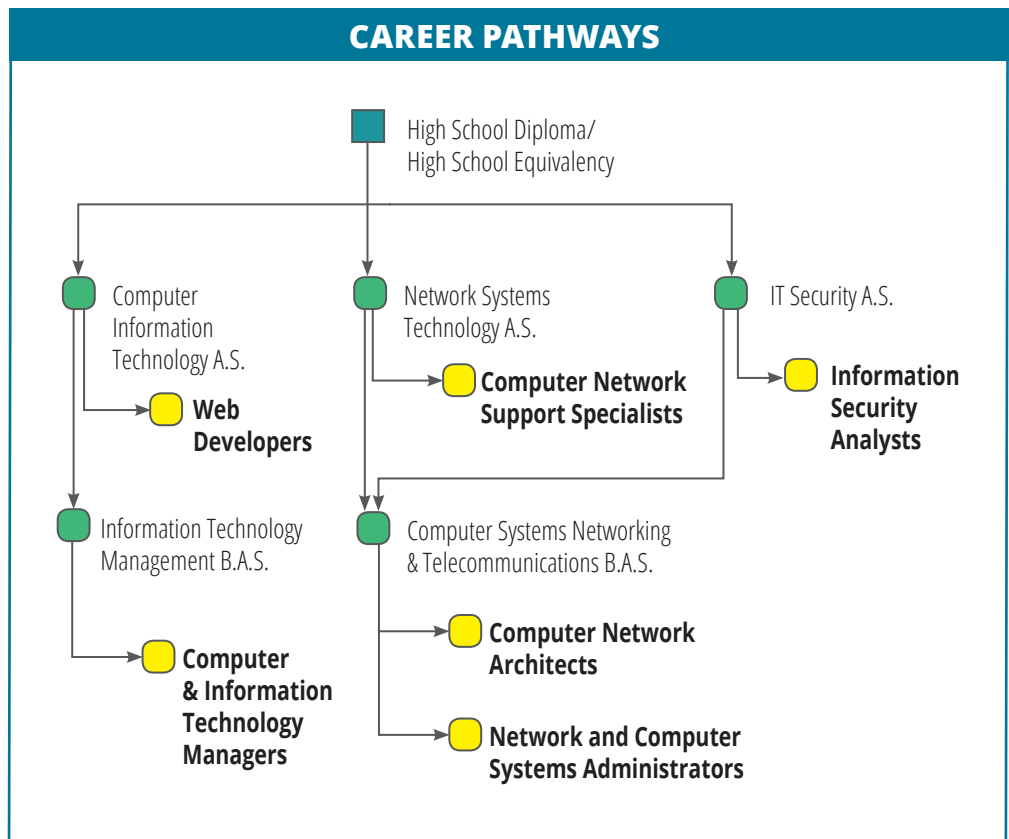 CAREER PATHWAYS
High School Diploma/
High School Equivalency
Computer
Information
Technology A.S.
Network Systems
Technology A.S.
IT Security A.S.
Web
Developers
Computer Network
Support Specialists
Information
Security
Analysts
Information Technology
Management B.A.S.
Computer Systems Networking
& Telecommunications B.A.S.
Computer
& Information
Technology
Managers
Computer Network
Architects
Network and Computer
Systems Administrators